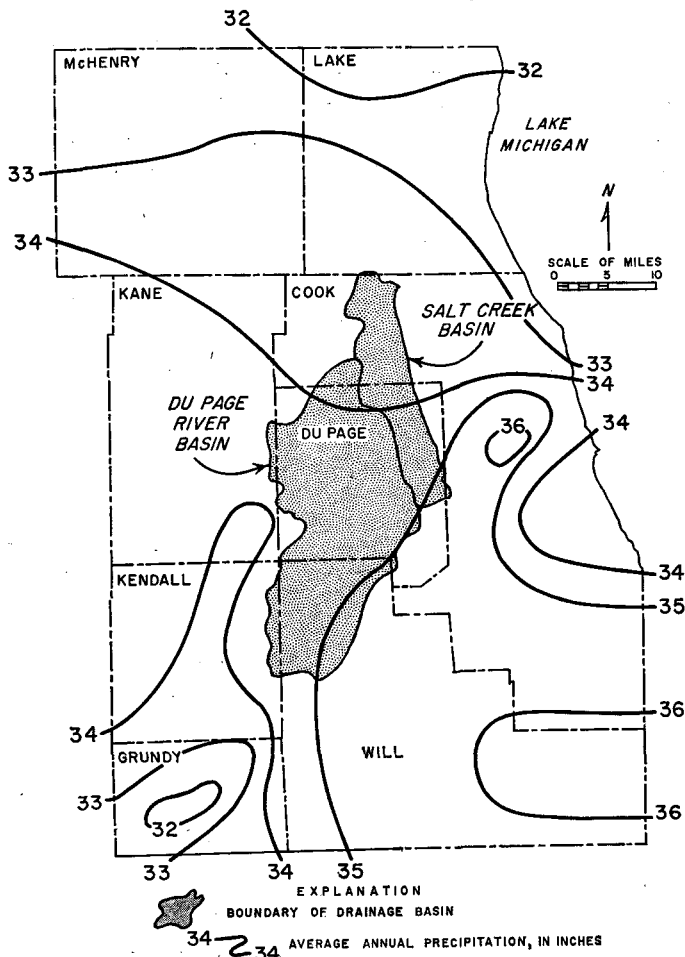 32
McHENRY
LAKE
32
LAKE
MICHIGAN
33
N
34
SCALE OF MILES
0 5 10
KANE
COOK
SALT CREEK
BASIN
33
34
DU PAGE
RIVER
BASIN
DU PAGE
36
34
KENDALL
34
35
34
36
GRUNDY
WILL
33
32
36
33
34
35
EXPLANATION
BOUNDARY OF DRAINAGE BASIN
34
34
AVERAGE ANNUAL PRECIPITATION, IN INCHES